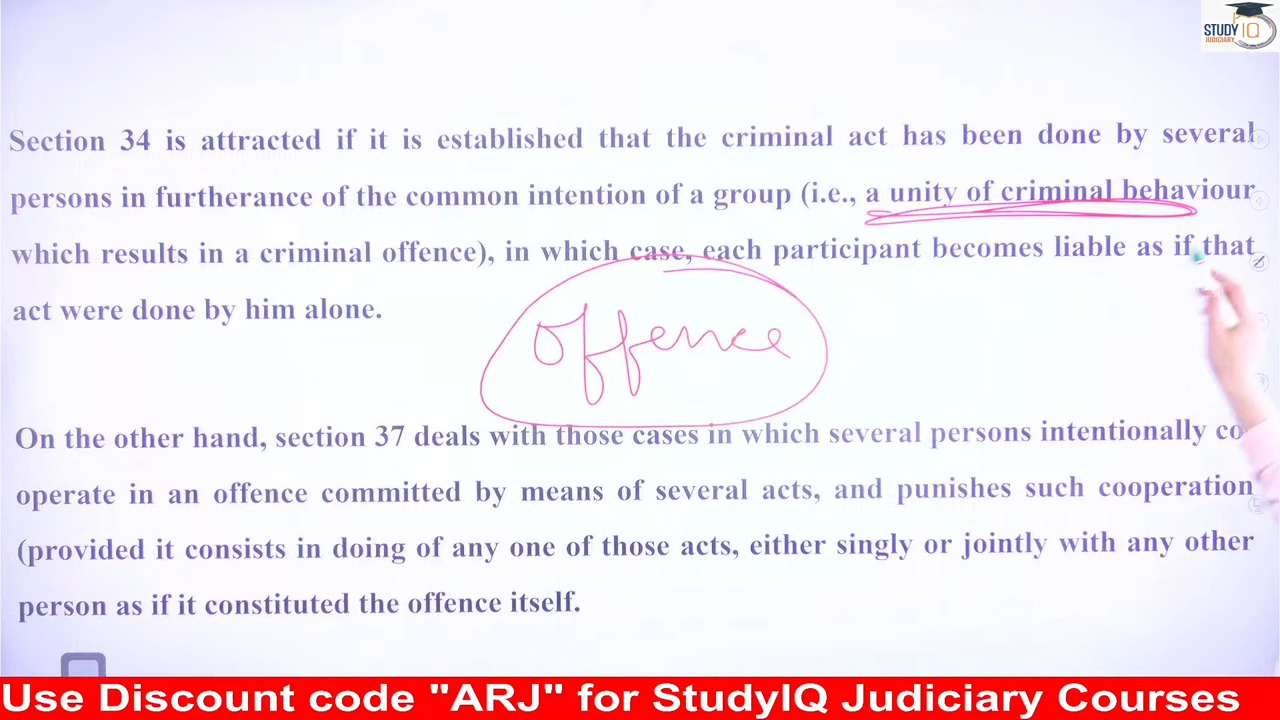 STUDY IQ
JUDICIARY
Section 34 is attracted if it is established that the criminal act has been done by several
persons in furtherance of the common intention of a group (i.e., a unity of criminal behaviour
which results in a criminal offence), in which case, each participant becomes liable as if that
act were done by him alone.
offence
On the other hand, section 37 deals with those cases in which several persons intentionally co
operate in an offence committed by means of several acts, and punishes such cooperation
(provided it consists in doing of any one of those acts, either singly or jointly with any other
person as if it constituted the offence itself.
Use Discount code "ARJ" for StudyIQ Judiciary Courses